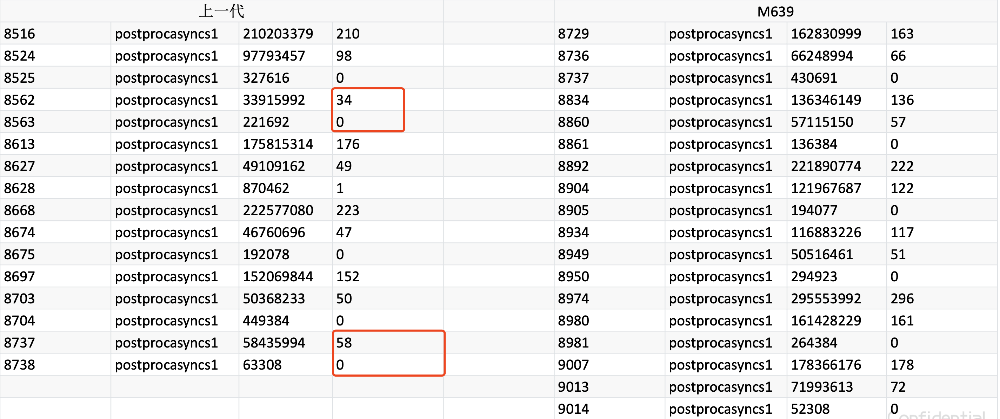 上一代 M639
8516 postprocasyncs1 210203379 210 8729 postprocasyncs1 162830999 163
8524 postprocasyncs1 97793457 98 8736 postprocasyncs1 66248994 66
8525 postprocasyncs1 327616 0 8737 postprocasyncs1 430691 0
8562 postprocasyncs1 33915992 34 8834 postprocasyncs1 136346149 136
8563 postprocasyncs1 221692 0 8860 postprocasyncs1 57115150 57
8613 postprocasyncs1 175815314 176 8861 postprocasyncs1 136384 0
8627 postprocasyncs1 49109162 49 8892 postprocasyncs1 221890774 222
8628 postprocasyncs1 870462 1 8904 postprocasyncs1 121967687 122
8668 postprocasyncs1 222577080 223 8905 postprocasyncs1 194077 0
8674 postprocasyncs1 46760696 47 8934 postprocasyncs1 116883226 117
8675 postprocasyncs1 192078 0 8949 postprocasyncs1 50516461 51
8697 postprocasyncs1 152069844 152 8950 postprocasyncs1 294923 0
8703 postprocasyncs1 50368233 50 8974 postprocasyncs1 295553992 296
8704 postprocasyncs1 449384 0 8980 postprocasyncs1 161428229 161
8737 postprocasyncs1 58435994 58 8981 postprocasyncs1 264384 0
8738 postprocasyncs1 63308 0 9007 postprocasyncs1 178366176 178
9013 postprocasyncs1 71993613 72
9014 postprocasyncs1 52308 0
Confidential